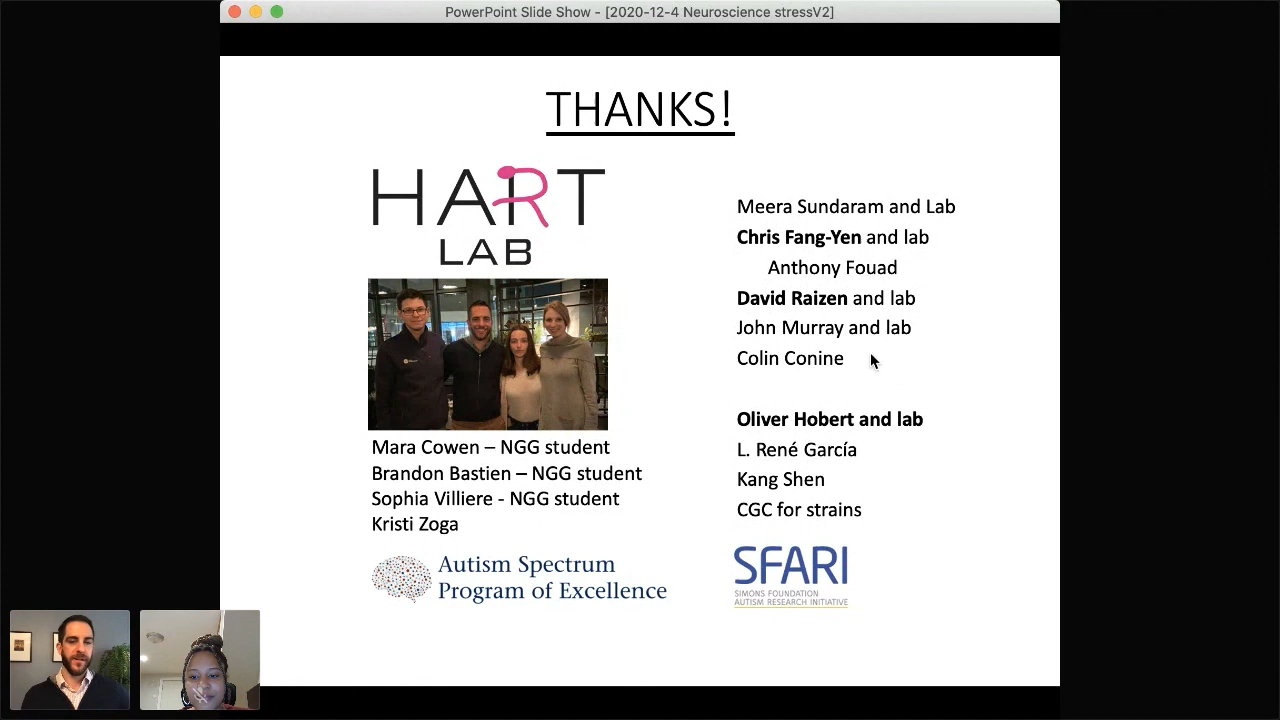 PowerPoint Slide Show - [2020-12-4 Neuroscience stressV2]
THANKS!
HART
LAB
Mara Cowen – NGG student
Brandon Bastien – NGG student
Sophia Villiere - NGG student
Kristi Zoga
Autism Spectrum
Program of Excellence
Meera Sundaram and Lab
Chris Fang-Yen and lab
Anthony Fouad
David Raizen and lab
John Murray and lab
Colin Conine
Oliver Hobert and lab
L. René García
Kang Shen
CGC for strains
SFARI
SIMONS FOUNDATION
AUTISM RESEARCH INITIATIVE